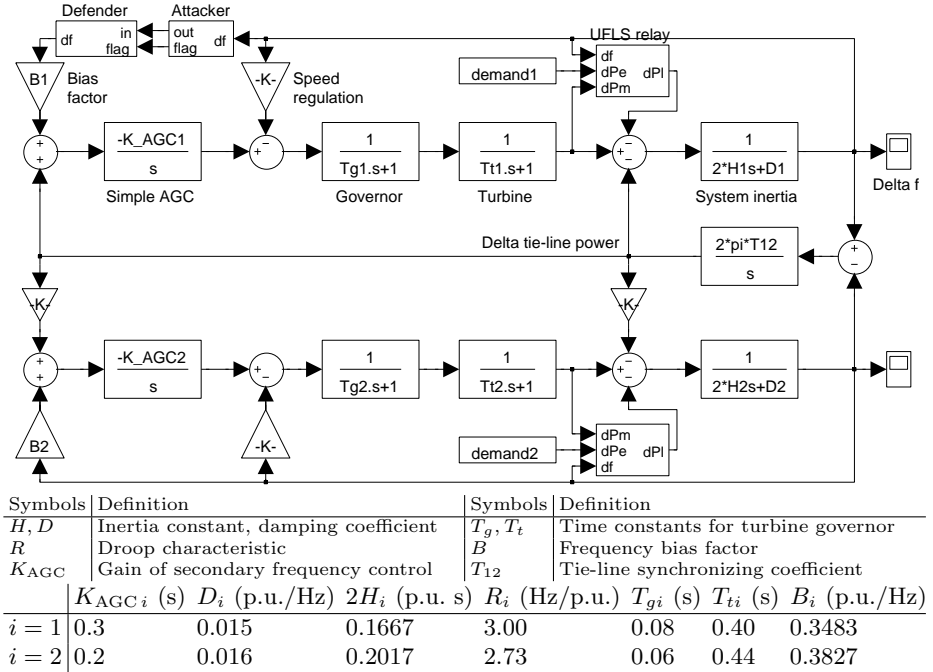 Defender Attacker
df in flag out flag df
UFLS relay
df
dPe
dPm
dPl
demand1
B1
Bias factor
-K-
Speed regulation
+
+
-K_AGC1
s
Simple AGC
+
−
1
Tg1.s+1
Governor
1
Tt1.s+1
Turbine
−
+
−
1
2*H1s+D1
System inertia
Delta f
Delta tie-line power
2*pi*T12
s
+
−
-K-
-K-
+
+
-K_AGC2
s
+
−
1
Tg2.s+1
1
Tt2.s+1
−
+
−
1
2*H2s+D2
B2
-K-
demand2
dPm
dPe
df
dPl
Symbols Definition Symbols Definition
H, D Inertia constant, damping coefficient T_g, T_t Time constants for turbine governor
R Droop characteristic B Frequency bias factor
K_AGC Gain of secondary frequency control T_12 Tie-line synchronizing coefficient
K_AGC i (s) D_i (p.u./Hz) 2H_i (p.u. s) R_i (Hz/p.u.) T_gi (s) T_ti (s) B_i (p.u./Hz)
i = 1 0.3 0.015 0.1667 3.00 0.08 0.40 0.3483
i = 2 0.2 0.016 0.2017 2.73 0.06 0.44 0.3827